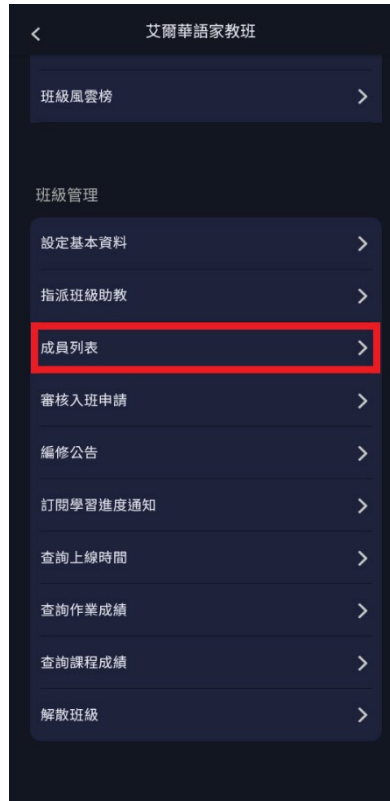 艾爾華語家教班
班級風雲榜
班級管理
設定基本資料
指派班級助教
成員列表
審核入班申請
編修公告
訂閱學習進度通知
查詢上線時間
查詢作業成績
查詢課程成績
解散班級